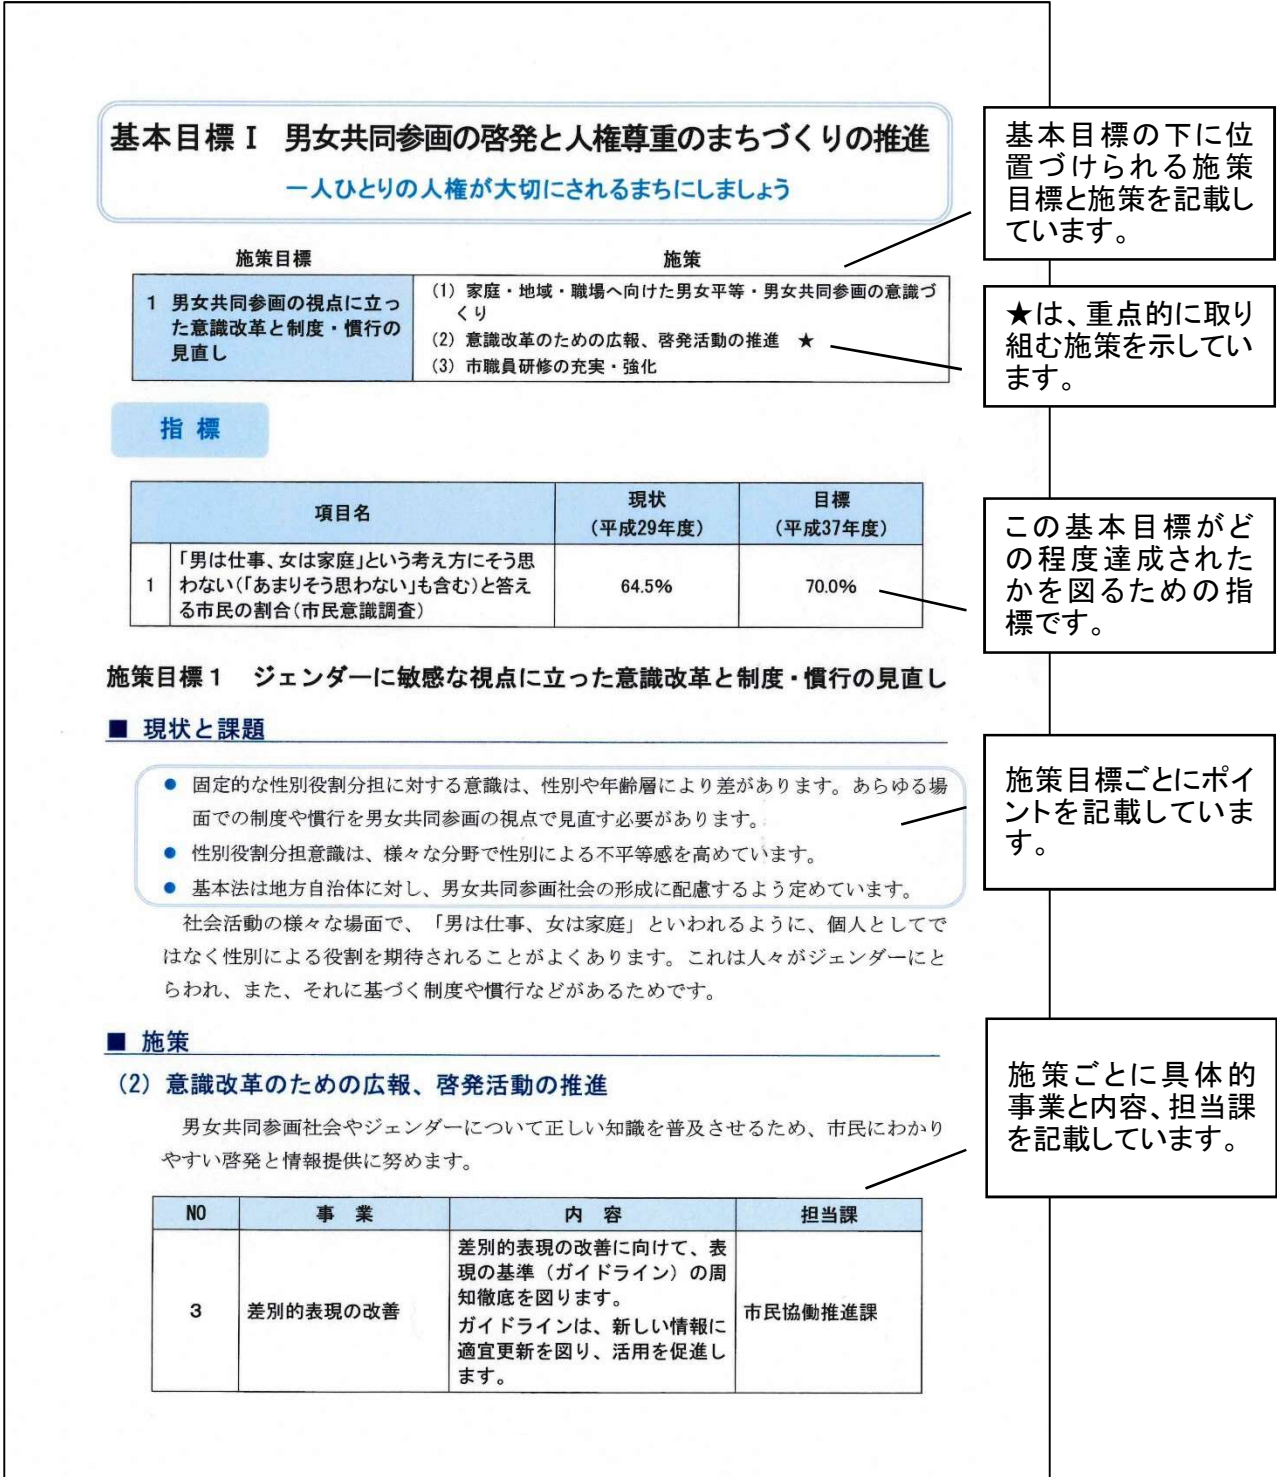 基本目標Ⅰ　男女共同参画の啓発と人権尊重のまちづくりの推進
一人ひとりの人権が大切にされるまちにしましょう
基本目標の下に位
置づけられる施策
目標と施策を記載し
ています。
施策目標　施策
1 男女共同参画の視点に立っ
た意識改革と制度・慣行の
見直し
(1) 家庭・地域・職場へ向けた男女平等・男女共同参画の意識づ
くり
(2) 意識改革のための広報、啓発活動の推進　★
(3) 市職員研修の充実・強化
★は、重点的に取り
組む施策を示してい
ます。
指 標
項目名
現状
(平成29年度)
目標
(平成37年度)
1
「男は仕事、女は家庭」という考え方にそう思
わない(「あまりそう思わない」も含む)と答え
る市民の割合(市民意識調査)
64.5%
70.0%
この基本目標がど
の程度達成された
かを図るための指
標です。
施策目標1　ジェンダーに敏感な視点に立った意識改革と制度・慣行の見直し
■ 現状と課題
● 固定的な性別役割分担に対する意識は、性別や年齢層により差があります。あらゆる場
面での制度や慣行を男女共同参画の視点で見直す必要があります。
● 性別役割分担意識は、様々な分野で性別による不平等感を高めています。
● 基本法は地方自治体に対し、男女共同参画社会の形成に配慮するよう定めています。
施策目標ごとにポイ
ントを記載していま
す。
社会活動の様々な場面で、「男は仕事、女は家庭」といわれるように、個人としてで
はなく性別による役割を期待されることがよくあります。これは人々がジェンダーにと
らわれ、また、それに基づく制度や慣行などがあるためです。
■ 施策
(2) 意識改革のための広報、啓発活動の推進
男女共同参画社会やジェンダーについて正しい知識を普及させるため、市民にわかり
やすい啓発と情報提供に努めます。
施策ごとに具体的
事業と内容、担当課
を記載しています。
NO　事　業　内　容　担当課
3
差別的表現の改善
差別的表現の改善に向けて、表
現の基準（ガイドライン）の周
知徹底を図ります。
ガイドラインは、新しい情報に
適宜更新を図り、活用を促進し
ます。
市民協働推進課